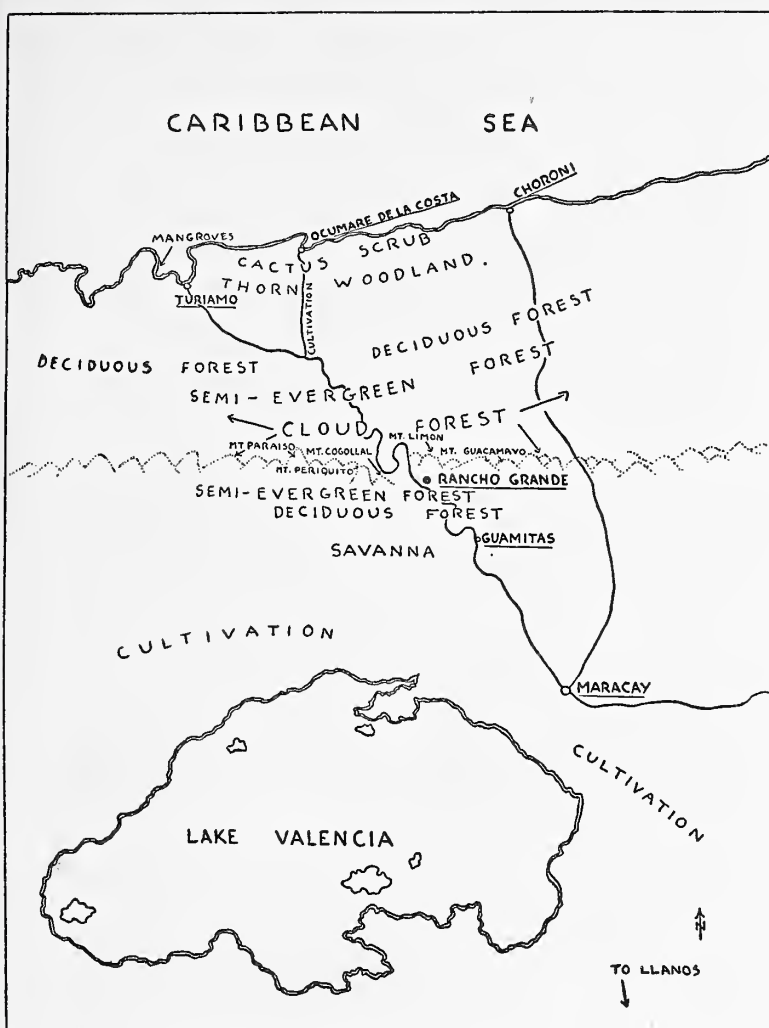 CARIBBEAN SEA
CHORONI
OCUMARE DE LA COSTA
MANGROVES
CACTUS SCRUB
THORN WOODLAND.
TURIAMO
CULTIVATION
DECIDUOUS FOREST
DECIDUOUS FOREST
SEMI-EVERGREEN FOREST
CLOUD FOREST
MT. LIMON
MT PARAISO
MT. COGOLLAL
MT. GUACAMAYO
MT. PERIQUITO
RANCHO GRANDE
SEMI-EVERGREEN FOREST
DECIDUOUS FOREST
GUAMITAS
SAVANNA
CULTIVATION
MARACAY
CULTIVATION
LAKE VALENCIA
N
TO LLANOS